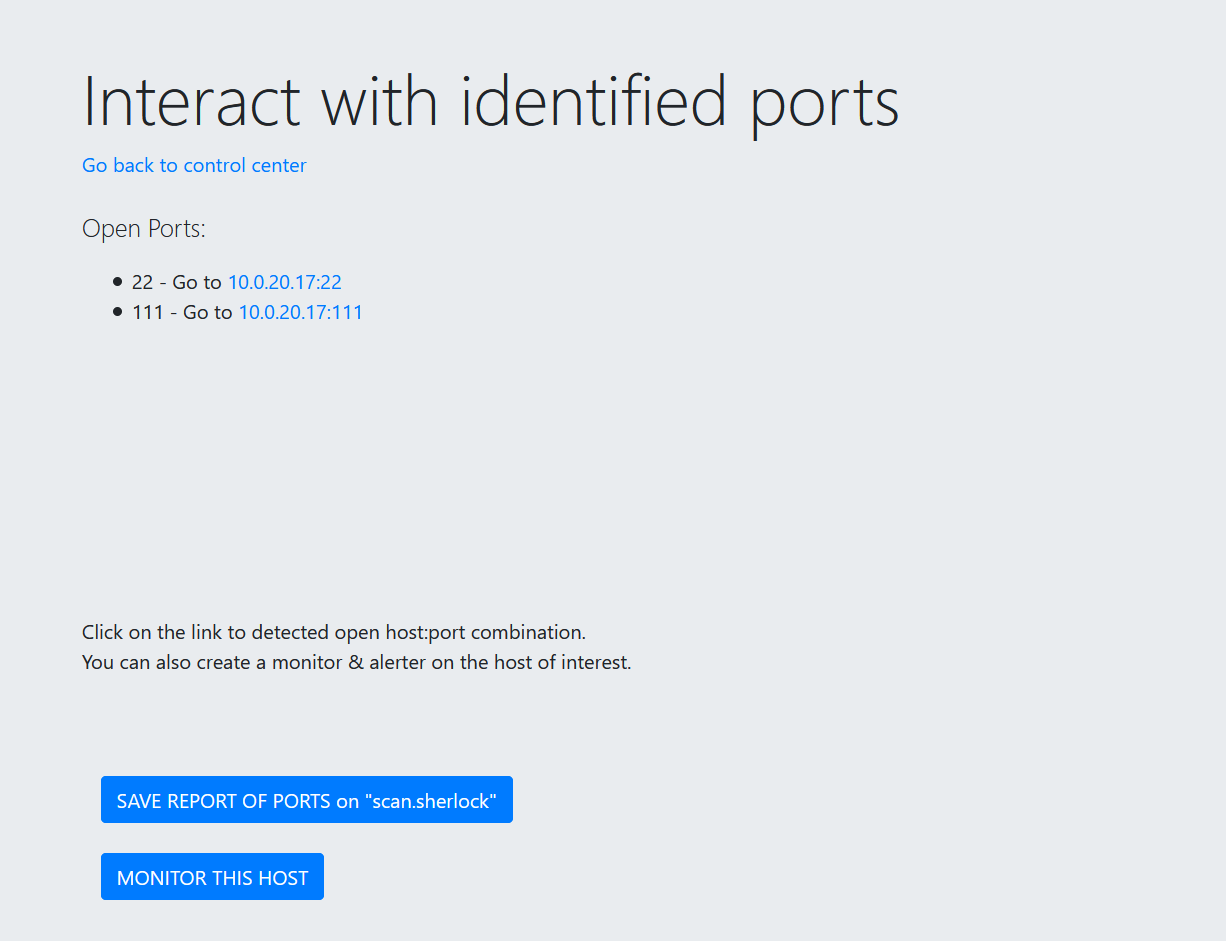 Interact with identified ports
Go back to control center
Open Ports:
22 - Go to 10.0.20.17:22
111 - Go to 10.0.20.17:111
Click on the link to detected open host:port combination.
You can also create a monitor & alerter on the host of interest.
SAVE REPORT OF PORTS on "scan.sherlock"
MONITOR THIS HOST